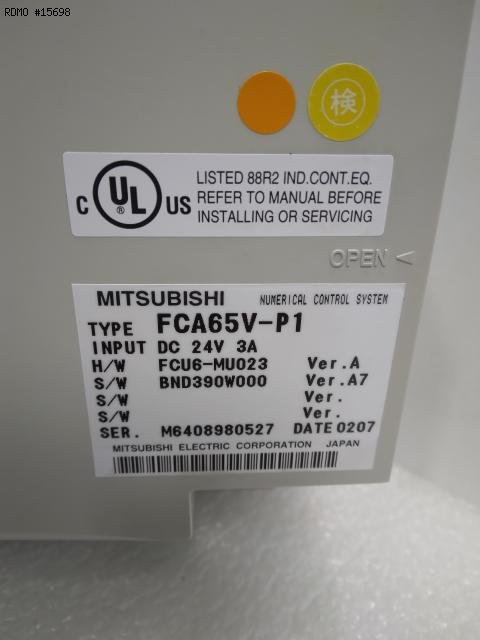 RDMO #15698
検
C UL ® US
LISTED 88R2 IND.CONT.EQ.
REFER TO MANUAL BEFORE
INSTALLING OR SERVICING
OPEN <
MITSUBISHI NUMERICAL CONTROL SYSTEM
TYPE FCA65V-P1
INPUT DC 24V 3A
H/W FCU6-MU023 Ver.A
S/W BND390W000 Ver.A7
S/W Ver.
S/W Ver.
SER. M6408980527 DATE 0207
MITSUBISHI ELECTRIC CORPORATION JAPAN